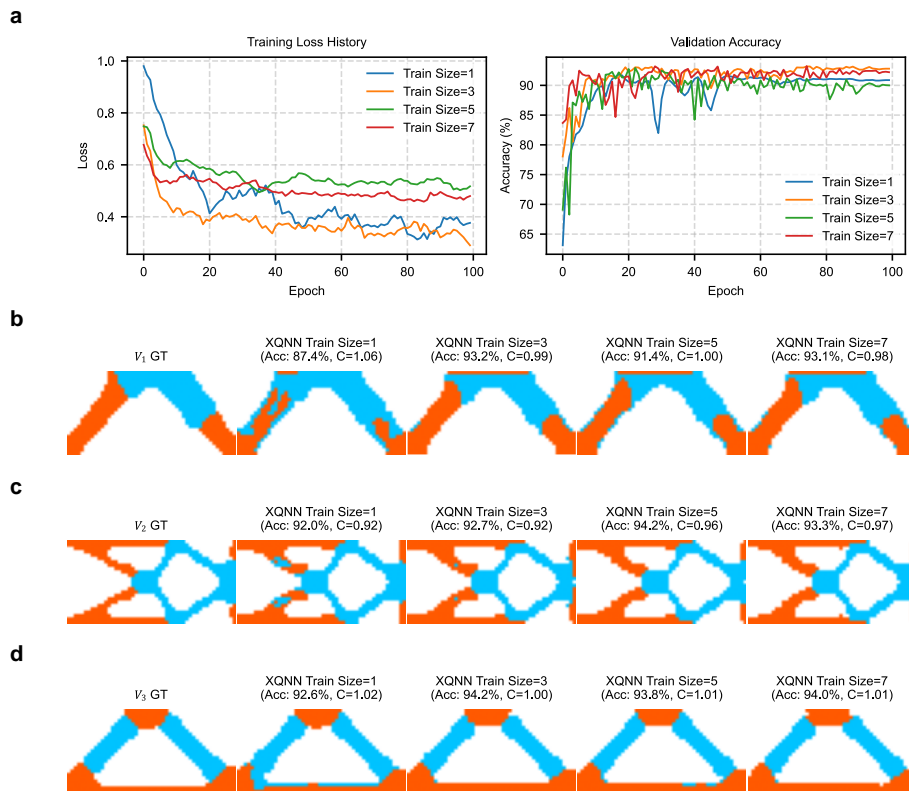 a
Training Loss History
Validation Accuracy
1.0
0.8
0.6
0.4
Loss
0
20
40
60
80
100
Epoch
Train Size=1
Train Size=3
Train Size=5
Train Size=7
90
85
80
75
70
65
Accuracy (%)
0
20
40
60
80
100
Epoch
Train Size=1
Train Size=3
Train Size=5
Train Size=7
b
V₁ GT
XQNN Train Size=1
(Acc: 87.4%, C=1.06)
XQNN Train Size=3
(Acc: 93.2%, C=0.99)
XQNN Train Size=5
(Acc: 91.4%, C=1.00)
XQNN Train Size=7
(Acc: 93.1%, C=0.98)
c
V₂ GT
XQNN Train Size=1
(Acc: 92.0%, C=0.92)
XQNN Train Size=3
(Acc: 92.7%, C=0.92)
XQNN Train Size=5
(Acc: 94.2%, C=0.96)
XQNN Train Size=7
(Acc: 93.3%, C=0.97)
d
V₃ GT
XQNN Train Size=1
(Acc: 92.6%, C=1.02)
XQNN Train Size=3
(Acc: 94.2%, C=1.00)
XQNN Train Size=5
(Acc: 93.8%, C=1.01)
XQNN Train Size=7
(Acc: 94.0%, C=1.01)